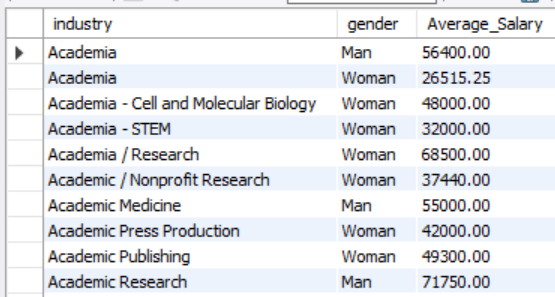 industry gender Average_Salary
Academia Man 56400.00
Academia Woman 26515.25
Academia - Cell and Molecular Biology Woman 48000.00
Academia - STEM Woman 32000.00
Academia / Research Woman 68500.00
Academic / Nonprofit Research Woman 37440.00
Academic Medicine Man 55000.00
Academic Press Production Woman 42000.00
Academic Publishing Woman 49300.00
Academic Research Man 71750.00